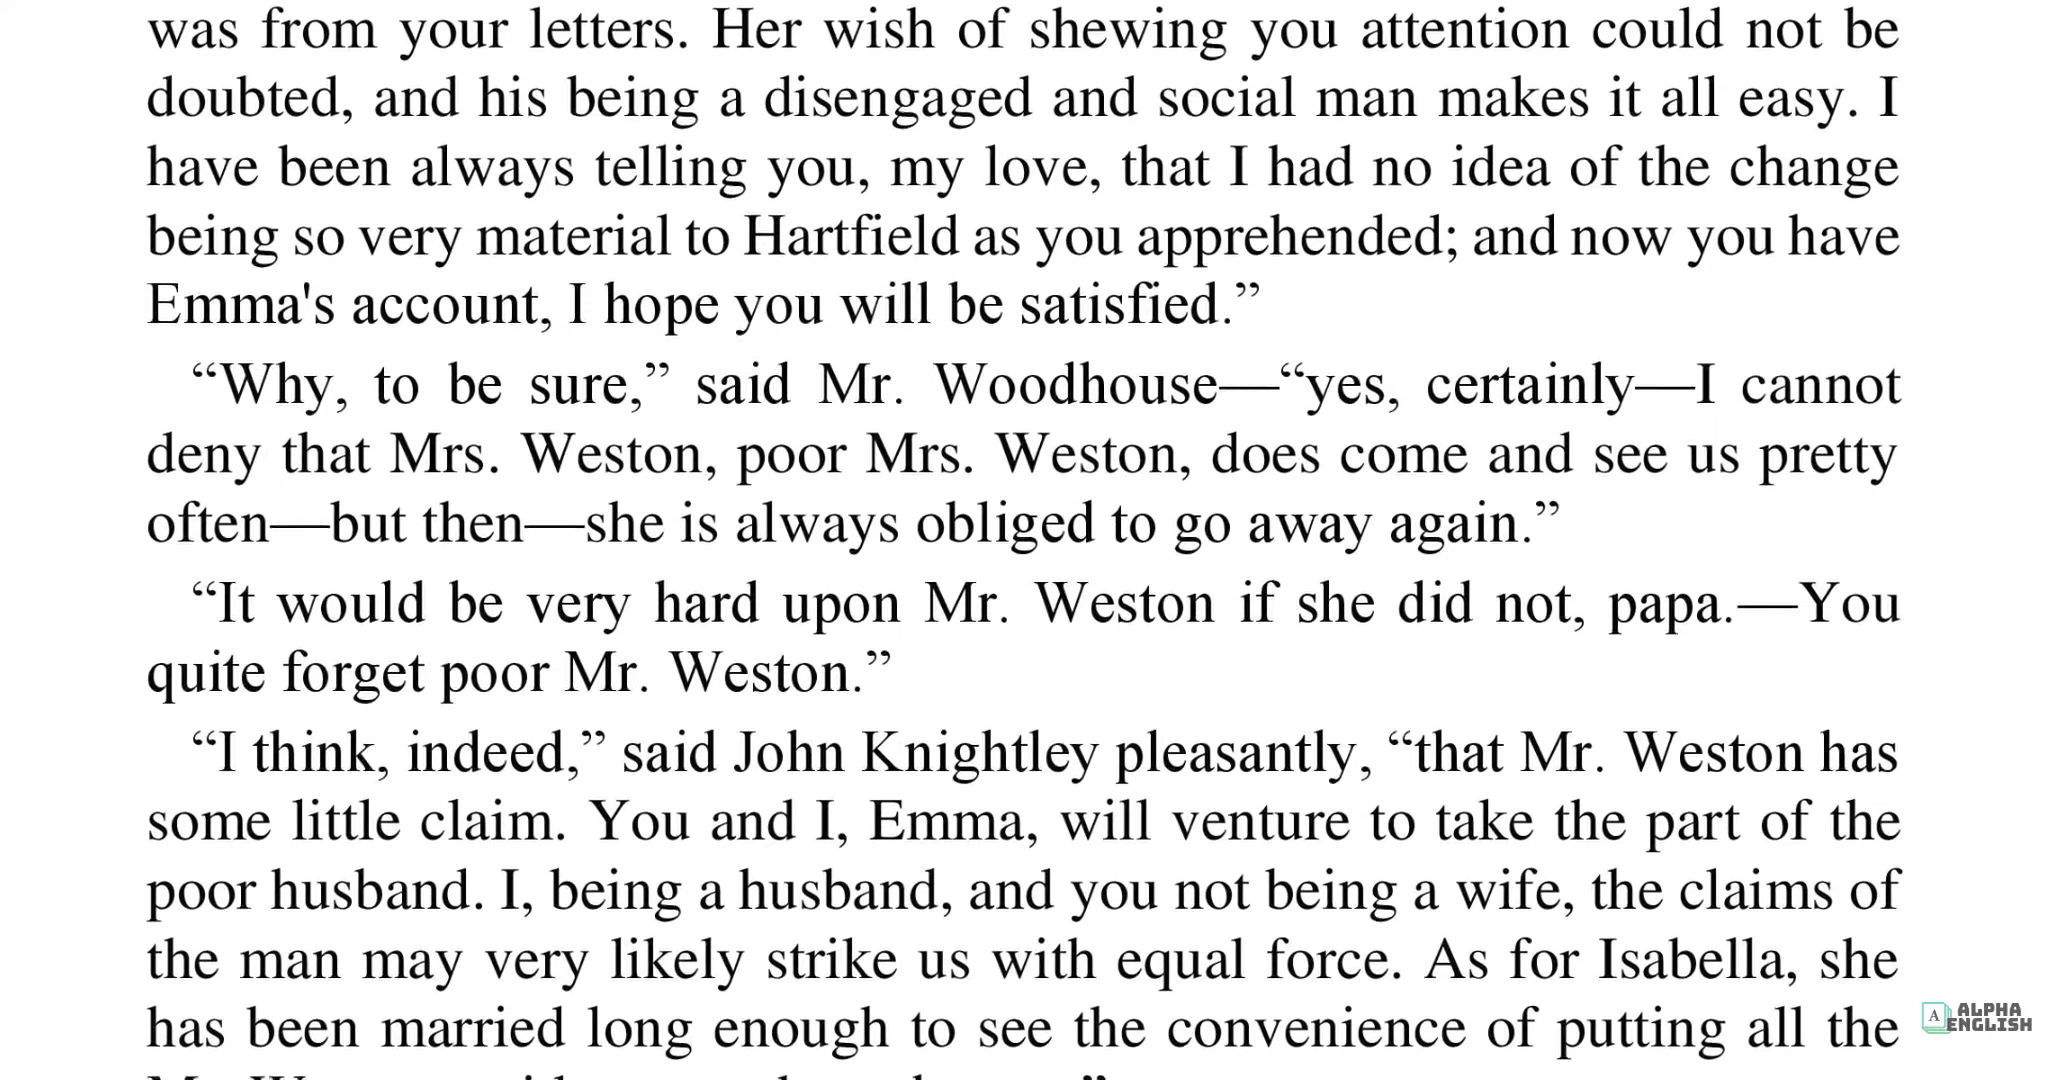 was from your letters. Her wish of shewing you attention could not be
doubted, and his being a disengaged and social man makes it all easy. I
have been always telling you, my love, that I had no idea of the change
being so very material to Hartfield as you apprehended; and now you have
Emma's account, I hope you will be satisfied.”
“Why, to be sure,” said Mr. Woodhouse—“yes, certainly—I cannot
deny that Mrs. Weston, poor Mrs. Weston, does come and see us pretty
often—but then—she is always obliged to go away again.”
“It would be very hard upon Mr. Weston if she did not, papa.—You
quite forget poor Mr. Weston.”
“I think, indeed,” said John Knightley pleasantly, “that Mr. Weston has
some little claim. You and I, Emma, will venture to take the part of the
poor husband. I, being a husband, and you not being a wife, the claims of
the man may very likely strike us with equal force. As for Isabella, she
has been married long enough to see the convenience of putting all the
A ALPHA
ENGLISH